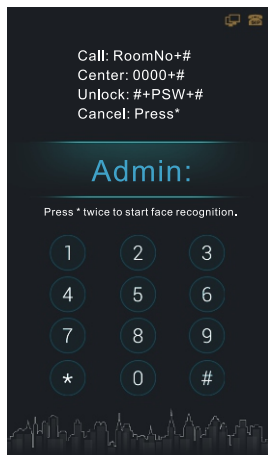 Call: RoomNo+#
Center: 0000+#
Unlock: #+PSW+#
Cancel: Press*
Admin:
Press * twice to start face recognition.
1 2 3
4 5 6
7 8 9
* 0 #